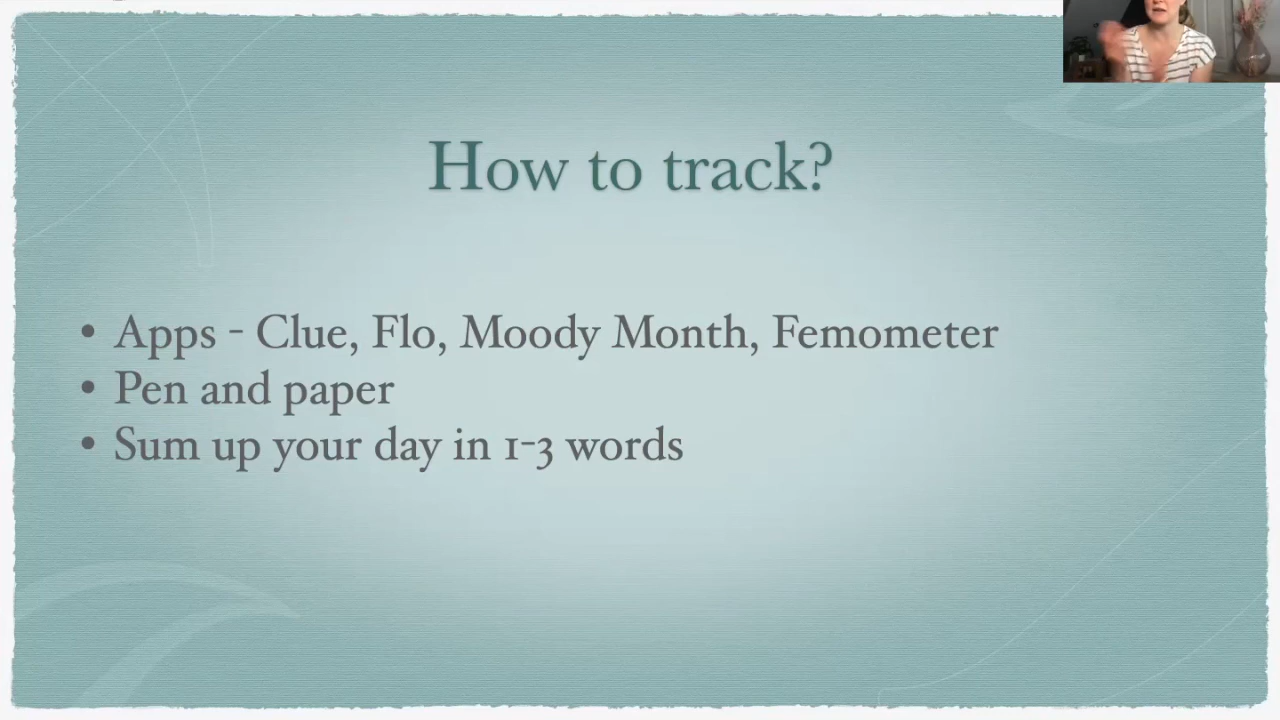 How to track?
• Apps - Clue, Flo, Moody Month, Femometer
• Pen and paper
• Sum up your day in 1-3 words